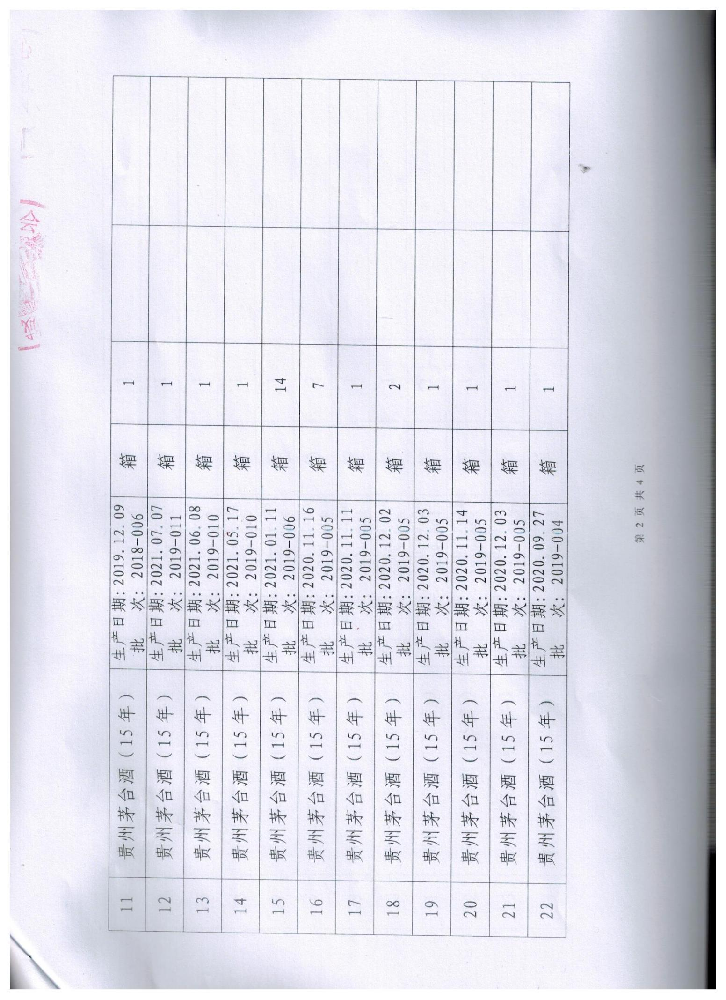 11 贵州茅台酒（15年） 生产日期:2019.12.09 箱 1
批 次: 2018-006
12 贵州茅台酒（15年） 生产日期:2021.07.07 箱 1
批 次: 2019-011
13 贵州茅台酒（15年） 生产日期:2021.06.08 箱 1
批 次: 2019-010
14 贵州茅台酒（15年） 生产日期:2021.05.17 箱 1
批 次: 2019-010
15 贵州茅台酒（15年） 生产日期:2021.01.11 箱 14
批 次: 2019-006
16 贵州茅台酒（15年） 生产日期:2020.11.16 箱 7
批 次: 2019-005
17 贵州茅台酒（15年） 生产日期:2020.11.11 箱 1
批 次: 2019-005
18 贵州茅台酒（15年） 生产日期:2020.12.02 箱 2
批 次: 2019-005
19 贵州茅台酒（15年） 生产日期:2020.12.03 箱 1
批 次: 2019-005
20 贵州茅台酒（15年） 生产日期:2020.11.14 箱 1
批 次: 2019-005
21 贵州茅台酒（15年） 生产日期:2020.12.03 箱 1
批 次: 2019-005
22 贵州茅台酒（15年） 生产日期:2020.09.27 箱 1
批 次: 2019-004
第 2 页 共 4 页